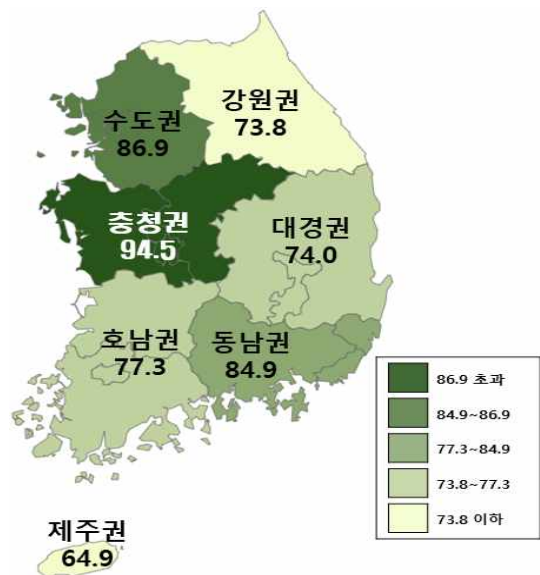 강원권
73.8
수도권
86.9
충청권
94.5
대경권
74.0
호남권
77.3
동남권
84.9
제주권
64.9
86.9 초과
84.9~86.9
77.3~84.9
73.8~77.3
73.8 이하